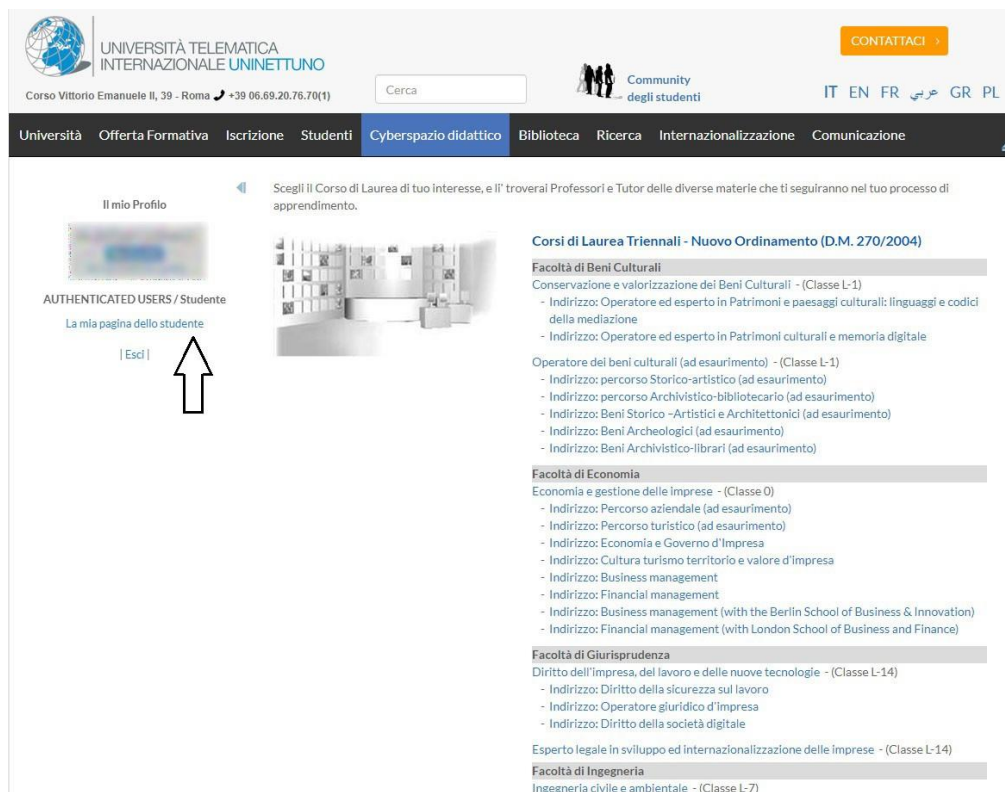 UNIVERSITÀ TELEMATICA
INTERNAZIONALE UNINETTUNO
Corso Vittorio Emanuele II, 39 - Roma +39 06.69.20.76.70(1)
Cerca
Community
degli studenti
CONTATTACI ›
IT EN FR عربي GR PL
Università Offerta Formativa Iscrizione Studenti Cyberspazio didattico Biblioteca Ricerca Internazionalizzazione Comunicazione
Il mio Profilo
AUTHENTICATED USERS / Studente
La mia pagina dello studente
| Esci |
Scegli il Corso di Laurea di tuo interesse, e li' troverai Professori e Tutor delle diverse materie che ti seguiranno nel tuo processo di
apprendimento.
Corsi di Laurea Triennali - Nuovo Ordinamento (D.M. 270/2004)
Facoltà di Beni Culturali
Conservazione e valorizzazione dei Beni Culturali - (Classe L-1)
- Indirizzo: Operatore ed esperto in Patrimoni e paesaggi culturali: linguaggi e codici
della mediazione
- Indirizzo: Operatore ed esperto in Patrimoni culturali e memoria digitale
Operatore dei beni culturali (ad esaurimento) - (Classe L-1)
- Indirizzo: percorso Storico-artistico (ad esaurimento)
- Indirizzo: percorso Archivistico-bibliotecario (ad esaurimento)
- Indirizzo: Beni Storico –Artistici e Architettonici (ad esaurimento)
- Indirizzo: Beni Archeologici (ad esaurimento)
- Indirizzo: Beni Archivistico-librari (ad esaurimento)
Facoltà di Economia
Economia e gestione delle imprese - (Classe 0)
- Indirizzo: Percorso aziendale (ad esaurimento)
- Indirizzo: Percorso turistico (ad esaurimento)
- Indirizzo: Economia e Governo d'Impresa
- Indirizzo: Cultura turismo territorio e valore d'impresa
- Indirizzo: Business management
- Indirizzo: Financial management
- Indirizzo: Business management (with the Berlin School of Business & Innovation)
- Indirizzo: Financial management (with London School of Business and Finance)
Facoltà di Giurisprudenza
Diritto dell'impresa, del lavoro e delle nuove tecnologie - (Classe L-14)
- Indirizzo: Diritto della sicurezza sul lavoro
- Indirizzo: Operatore giuridico d'impresa
- Indirizzo: Diritto della società digitale
Esperto legale in sviluppo ed internazionalizzazione delle imprese - (Classe L-14)
Facoltà di Ingegneria
Ingegneria civile e ambientale - (Classe L-7)